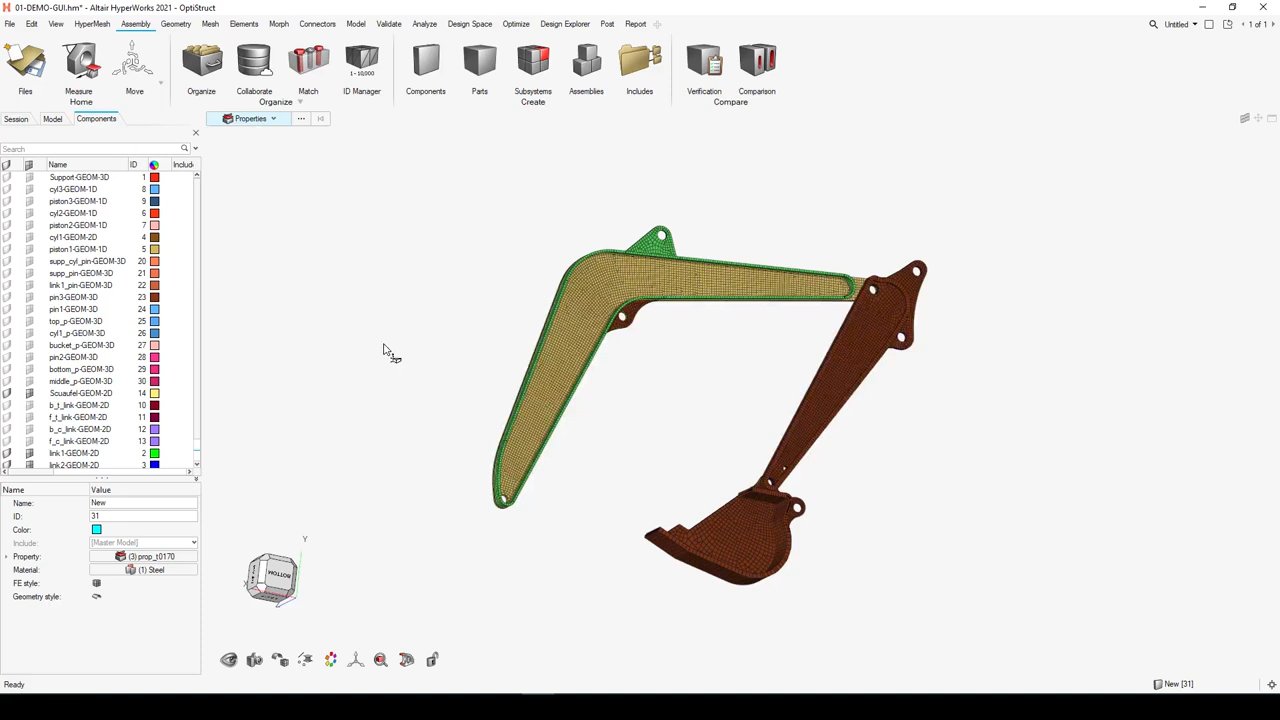 01-DEMO-GUI.hm* - Altair HyperWorks 2021 - OptiStruct
File Edit View HyperMesh Assembly Geometry Mesh Elements Morph Connectors Model Validate Analyze Design Space Optimize Design Explorer Post Report
Untitled 1 of 1
1-10,000
Files Measure Move Organize Collaborate Match ID Manager Components Parts Subsystems Assemblies Includes Verification Comparison
Home Organize Create Compare
Session Model Components
Properties
Search
Name ID Include
Support-GEOM-3D 1
cyl3-GEOM-1D 8
piston3-GEOM-1D 9
cyl2-GEOM-1D 6
piston2-GEOM-1D 7
cyl1-GEOM-2D 4
piston1-GEOM-1D 5
supp_cyl_pin-GEOM-3D 20
supp_pin-GEOM-3D 21
link1_pin-GEOM-3D 22
pin3-GEOM-3D 23
pin1-GEOM-3D 24
top_p-GEOM-3D 25
cyl1_p-GEOM-3D 26
bucket_p-GEOM-3D 27
pin2-GEOM-3D 28
bottom_p-GEOM-3D 29
middle_p-GEOM-3D 30
Scuaufel-GEOM-2D 14
b_t_link-GEOM-2D 10
f_t_link-GEOM-2D 11
b_c_link-GEOM-2D 12
f_c_link-GEOM-2D 13
link1-GEOM-2D 2
link2-GEOM-2D 3
Name Value
Name: New
ID: 31
Color:
Include: [Master Model]
Property: (3) prop_t0170
Material: (1) Steel
FE style:
Geometry style:
Y
X
BOTTOM
Ready
New [31]